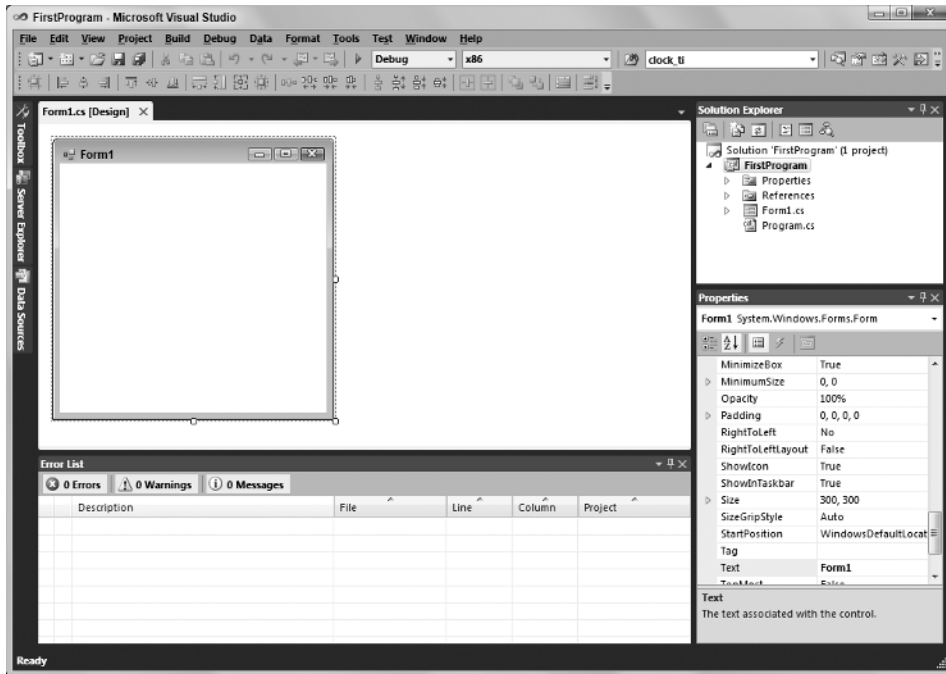 FirstProgram - Microsoft Visual Studio
File Edit View Project Build Debug Data Format Tools Test Window Help
Debug x86 clock_ti
Form1.cs [Design]
Toolbox
Server Explorer
Data Sources
Form1
Solution Explorer
Solution 'FirstProgram' (1 project)
FirstProgram
Properties
References
Form1.cs
Program.cs
Properties
Form1 System.Windows.Forms.Form
MinimizeBox True
MinimumSize 0, 0
Opacity 100%
Padding 0, 0, 0, 0
RightToLeft No
RightToLeftLayout False
ShowIcon True
ShowInTaskbar True
Size 300, 300
SizeGripStyle Auto
StartPosition WindowsDefaultLocat
Tag
Text Form1
TopMost False
Text
The text associated with the control.
Error List
0 Errors 0 Warnings 0 Messages
Description File Line Column Project
Ready